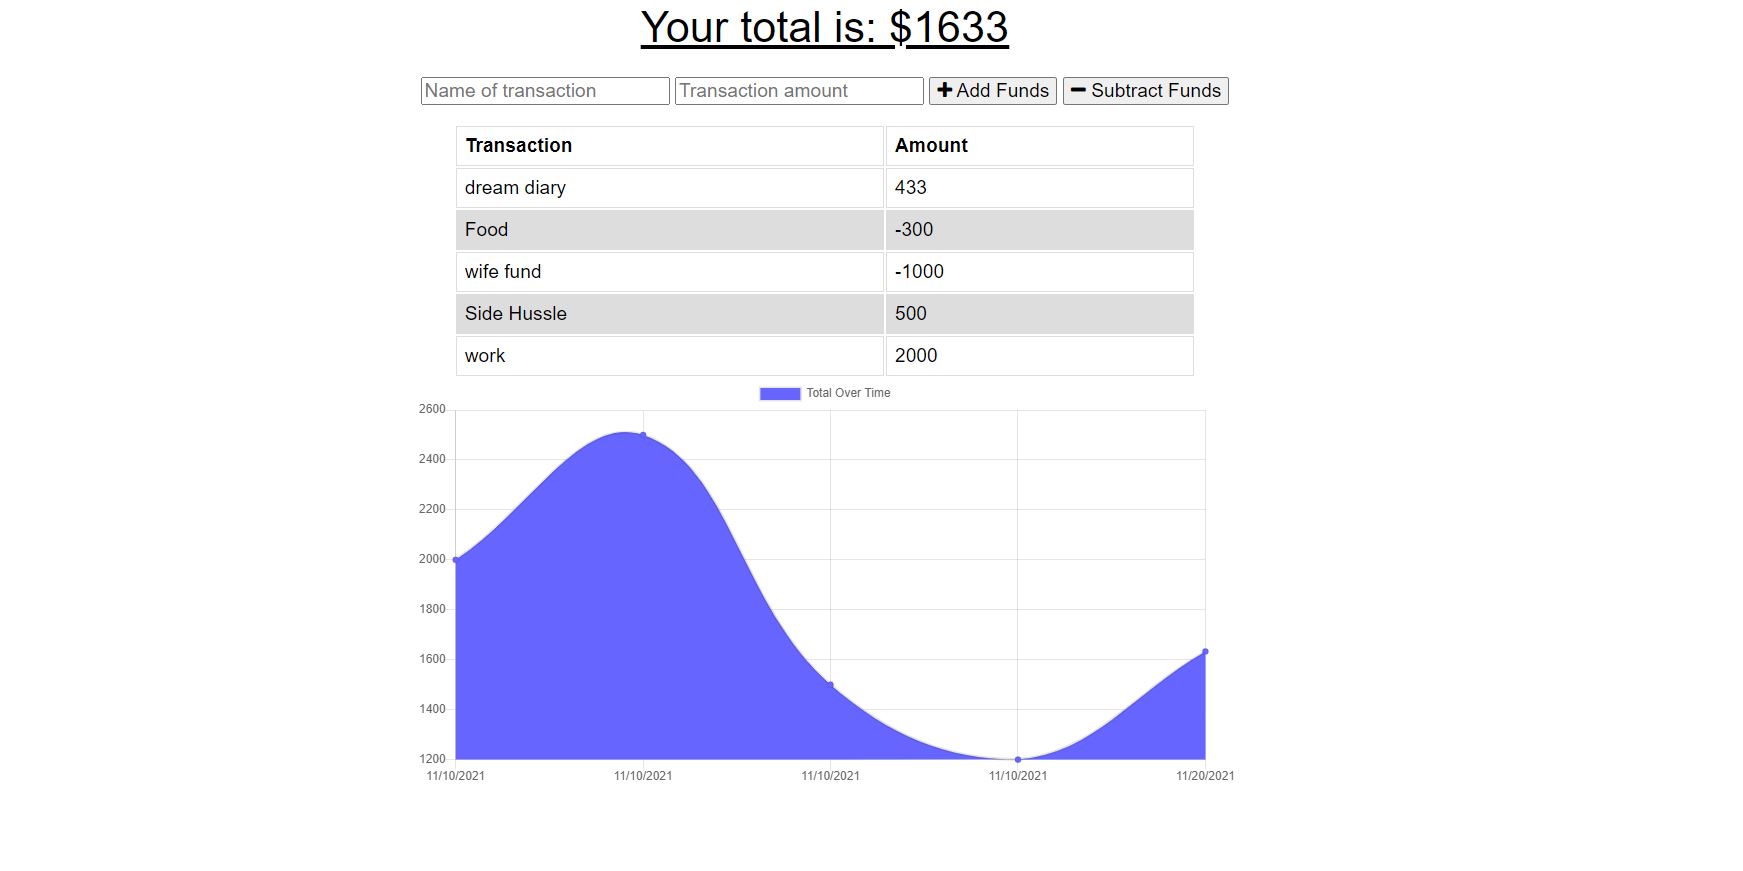 Your total is: $1633
Name of transaction Transaction amount Add Funds Subtract Funds
Transaction Amount
dream diary 433
Food -300
wife fund -1000
Side Hussle 500
work 2000
Total Over Time
2600
2400
2200
2000
1800
1600
1400
1200
11/10/2021 11/10/2021 11/10/2021 11/10/2021 11/20/2021